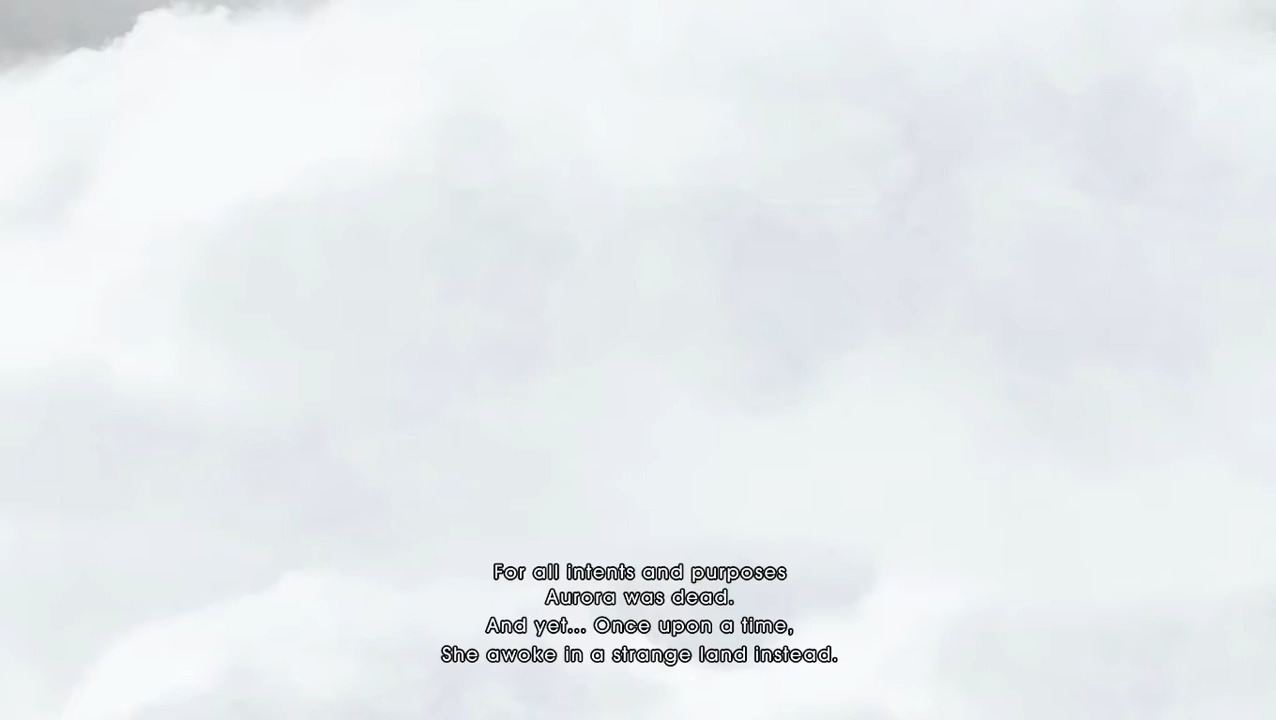 For all intents and purposes
Aurora was dead.
And yet... Once upon a time,
She awoke in a strange land instead.